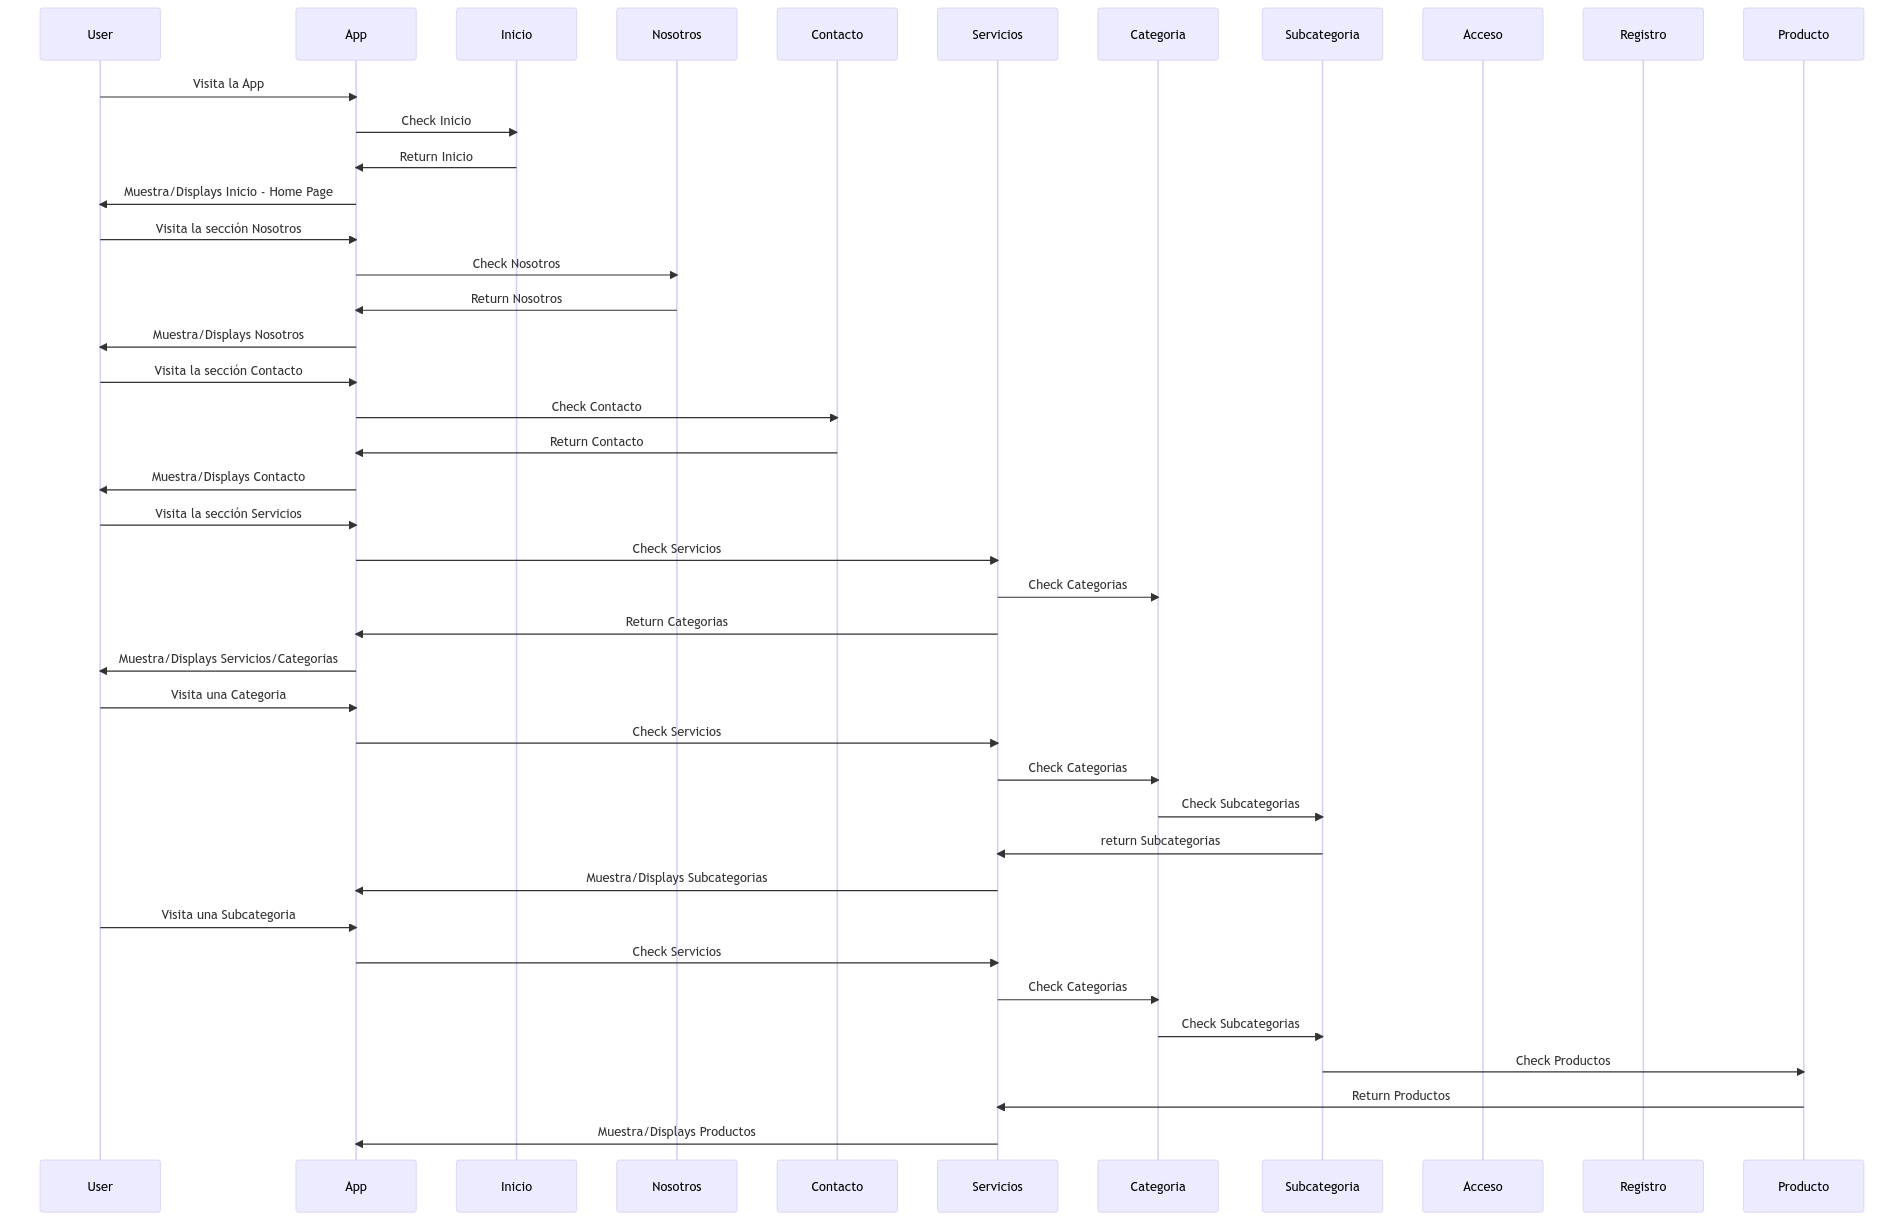 User App Inicio Nosotros Contacto Servicios Categoria Subcategoria Acceso Registro Producto
Visita la App
Check Inicio
Return Inicio
Muestra/Displays Inicio - Home Page
Visita la sección Nosotros
Check Nosotros
Return Nosotros
Muestra/Displays Nosotros
Visita la sección Contacto
Check Contacto
Return Contacto
Muestra/Displays Contacto
Visita la sección Servicios
Check Servicios
Check Categorias
Return Categorias
Muestra/Displays Servicios/Categorias
Visita una Categoria
Check Servicios
Check Categorias
Check Subcategorias
return Subcategorias
Muestra/Displays Subcategorias
Visita una Subcategoria
Check Servicios
Check Categorias
Check Subcategorias
Check Productos
Return Productos
Muestra/Displays Productos
User App Inicio Nosotros Contacto Servicios Categoria Subcategoria Acceso Registro Producto